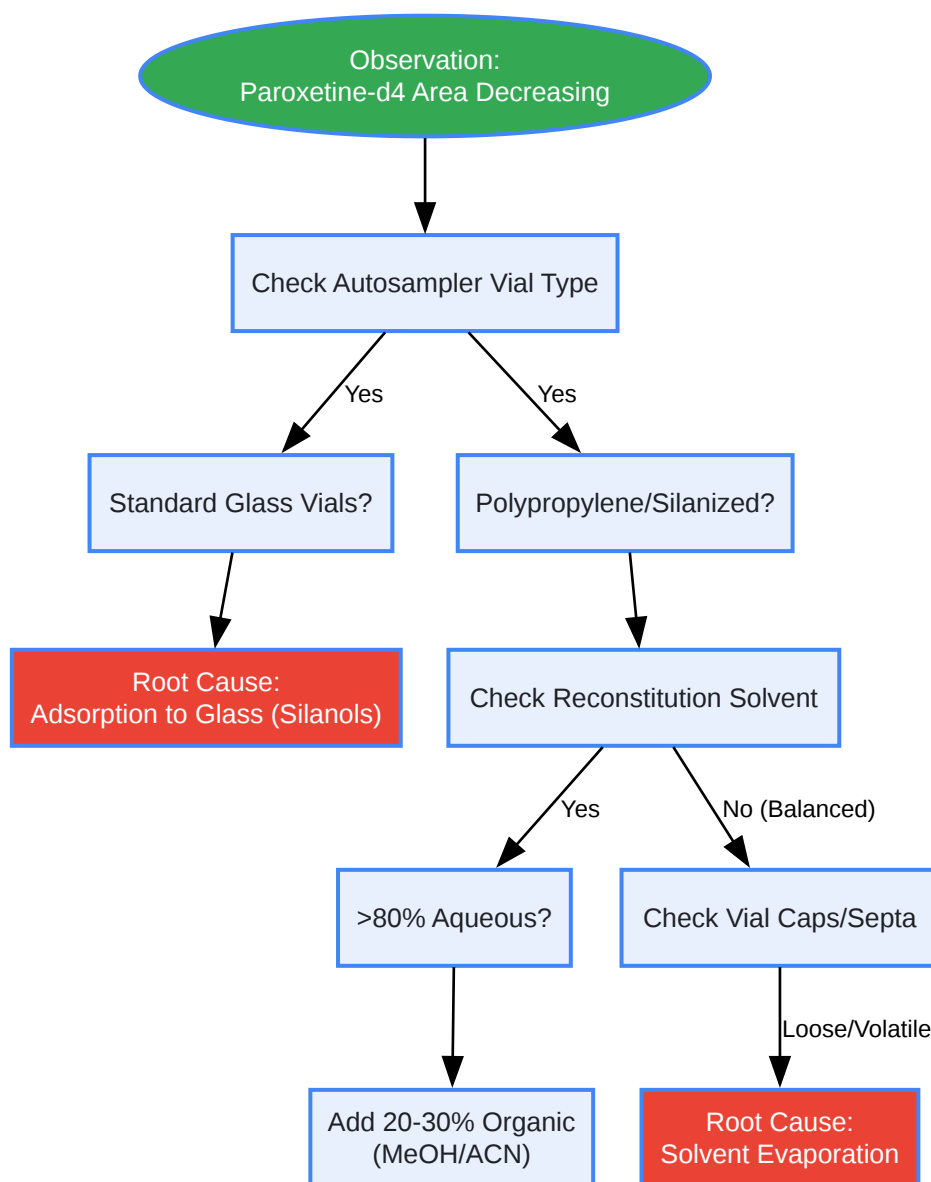 Observation:
Paroxetine-d4 Area Decreasing
Check Autosampler Vial Type
Yes
Yes
Standard Glass Vials?
Polypropylene/Silanized?
Root Cause:
Adsorption to Glass (Silanols)
Check Reconstitution Solvent
Yes
No (Balanced)
>80% Aqueous?
Check Vial Caps/Septa
Loose/Volatile
Add 20-30% Organic
(MeOH/ACN)
Root Cause:
Solvent Evaporation